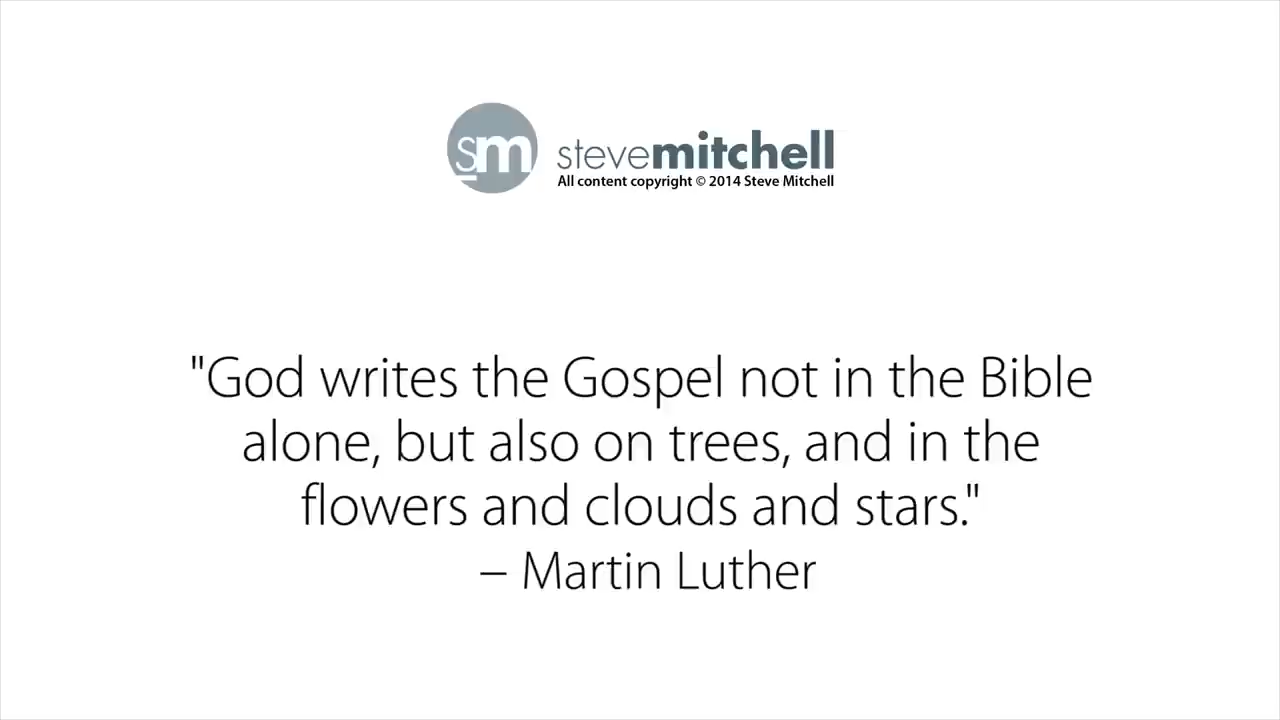 sm
stevemitchell
All content copyright © 2014 Steve Mitchell
"God writes the Gospel not in the Bible
alone, but also on trees, and in the
flowers and clouds and stars."
– Martin Luther